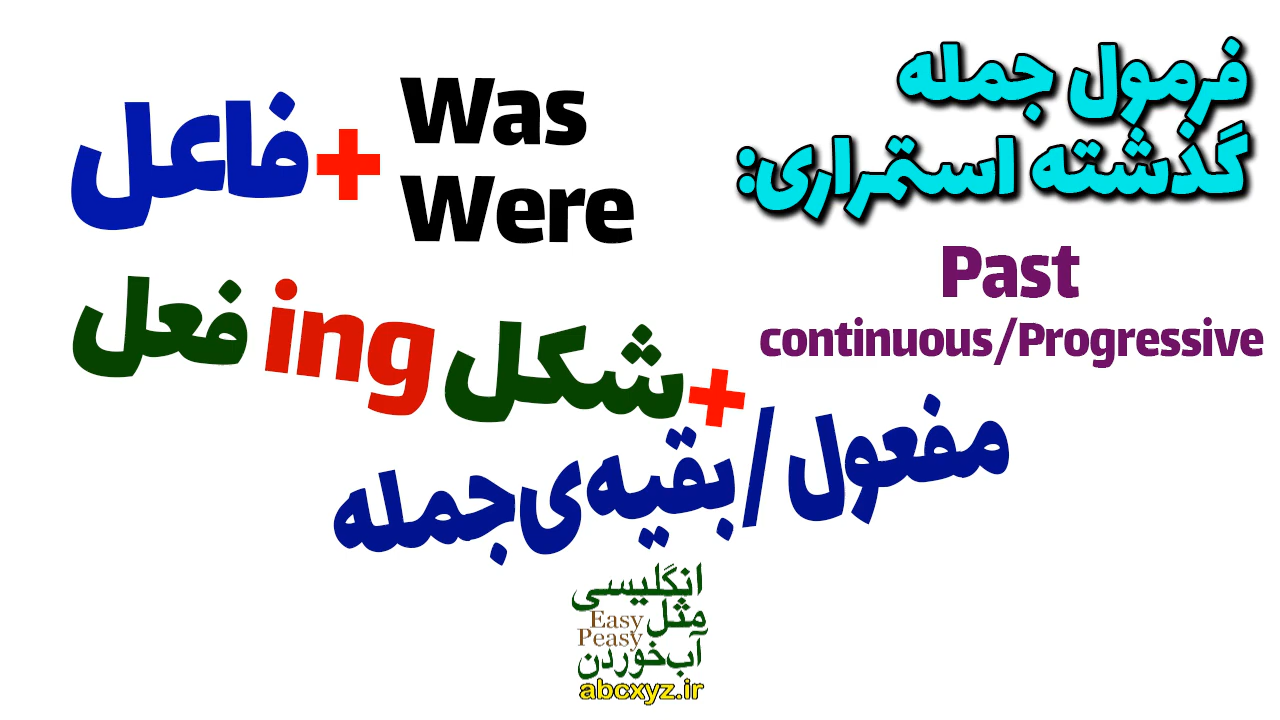 فرمول جمله
گذشته استمراری:
Past
continuous/Progressive
فاعل + Was
Were
شکل ing فعل
+
مفعول / بقیه‌ی جمله
انگلیسی
مثل Easy
Peasy
آب خوردن
abcxyz.ir